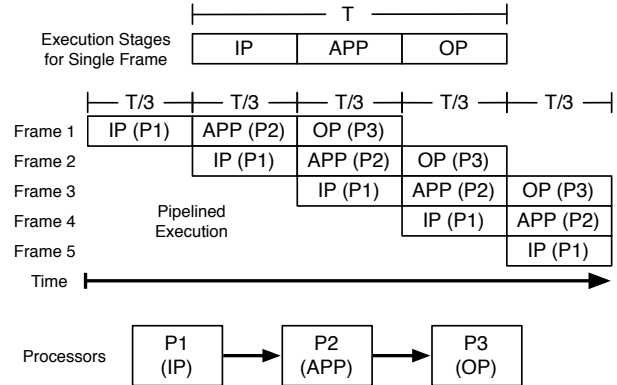 T
Execution Stages
for Single Frame
IP APP OP
T/3 T/3 T/3 T/3 T/3
Frame 1 IP (P1) APP (P2) OP (P3)
Frame 2 IP (P1) APP (P2) OP (P3)
Frame 3 IP (P1) APP (P2) OP (P3)
Frame 4 IP (P1) APP (P2)
Frame 5 IP (P1)
Pipelined
Execution
Time
Processors
P1
(IP)
P2
(APP)
P3
(OP)